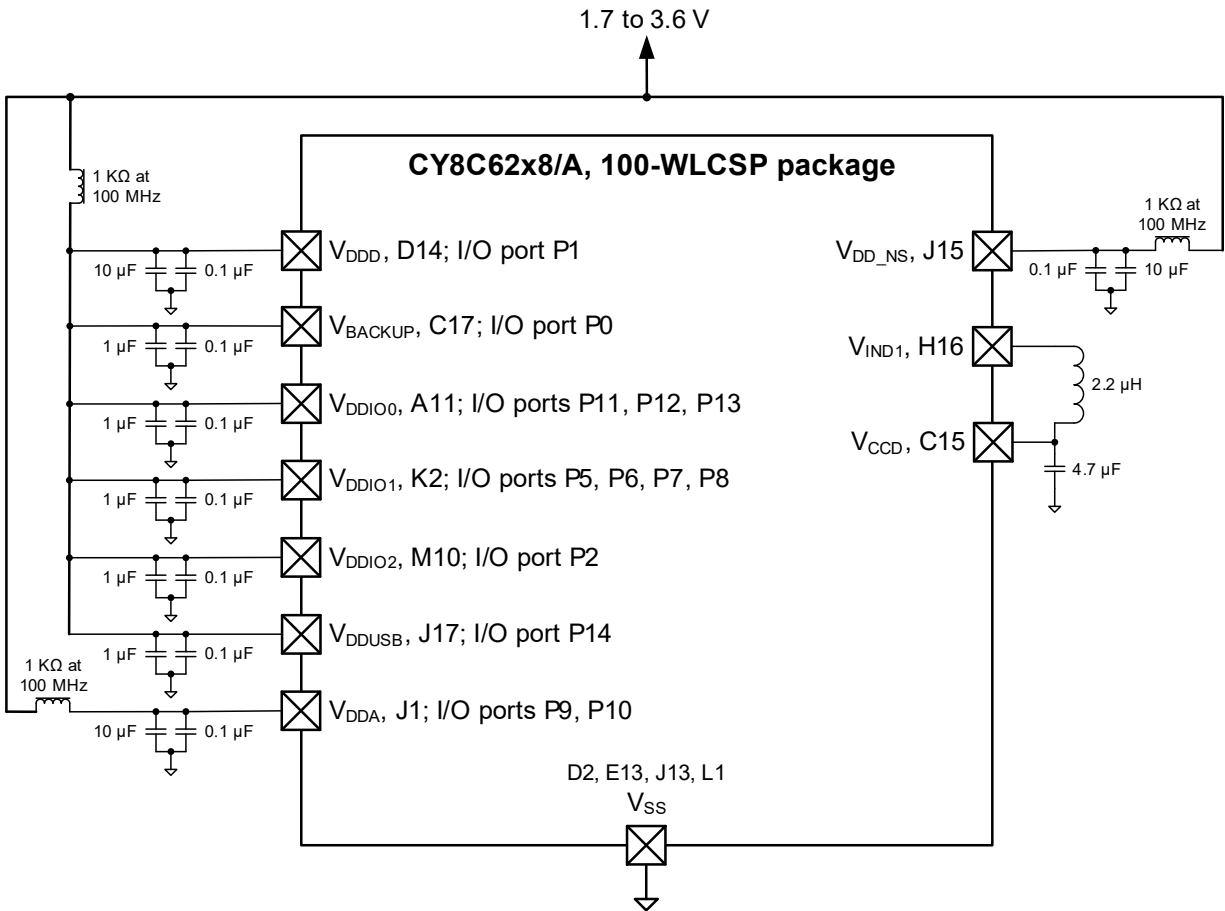 1.7 to 3.6 V
CY8C62x8/A, 100-WLCSP package
1 KΩ at
100 MHz
1 KΩ at
100 MHz
VDDD, D14; I/O port P1
VDD_NS, J15
10 µF
0.1 µF
0.1 µF
10 µF
VBACKUP, C17; I/O port P0
1 µF
0.1 µF
VIND1, H16
2.2 µH
VDDIO0, A11; I/O ports P11, P12, P13
1 µF
0.1 µF
VCCD, C15
4.7 µF
VDDIO1, K2; I/O ports P5, P6, P7, P8
1 µF
0.1 µF
VDDIO2, M10; I/O port P2
1 µF
0.1 µF
VDDUSB, J17; I/O port P14
1 µF
0.1 µF
1 KΩ at
100 MHz
VDDA, J1; I/O ports P9, P10
10 µF
0.1 µF
D2, E13, J13, L1
VSS